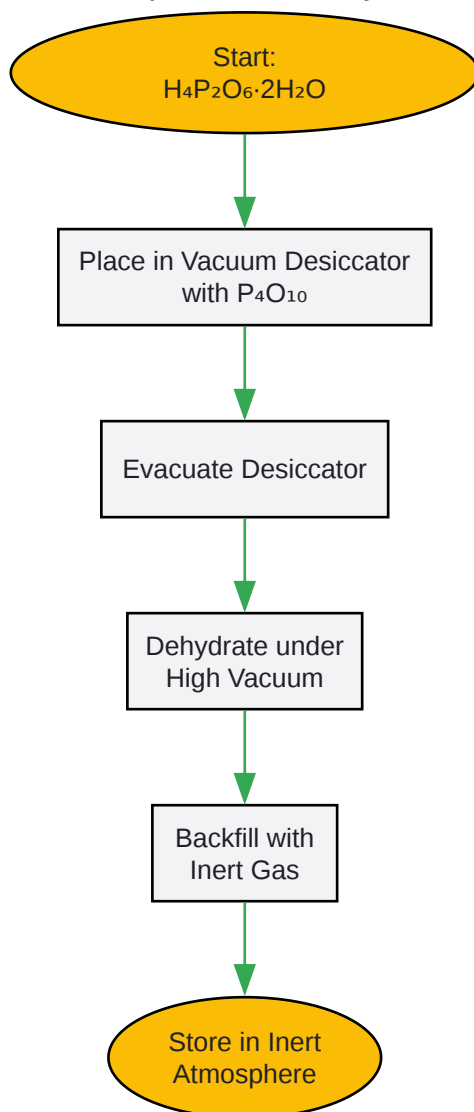 Start:
H₄P₂O₆·2H₂O
Place in Vacuum Desiccator
with P₄O₁₀
Evacuate Desiccator
Dehydrate under
High Vacuum
Backfill with
Inert Gas
Store in Inert
Atmosphere